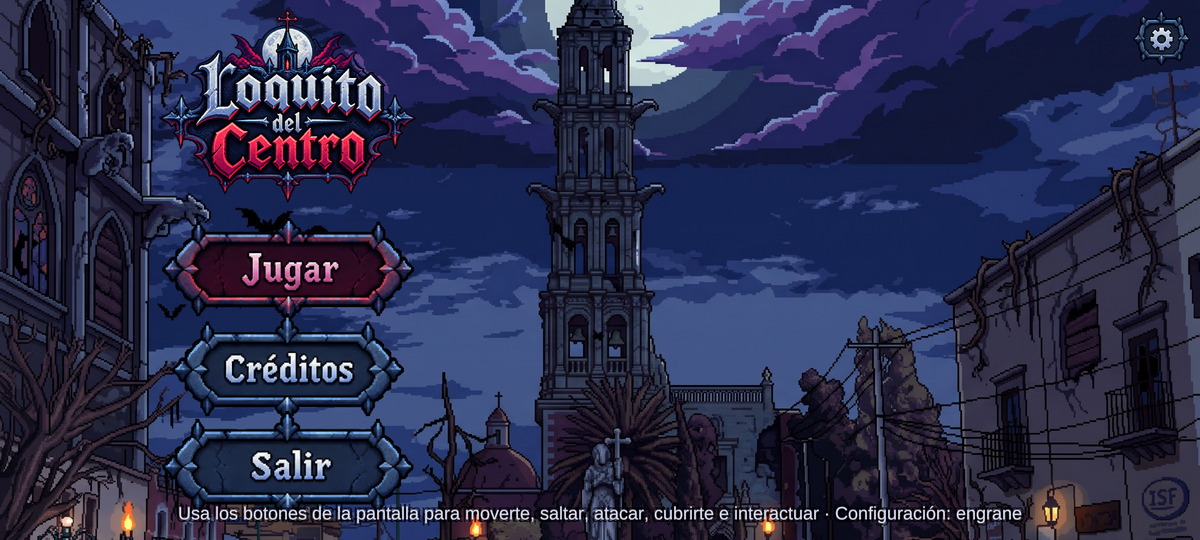 Loquito
del
Centro
Jugar
Créditos
Salir
Usa los botones de la pantalla para moverte, saltar, atacar, cubrirte e interactuar · Configuración: engrane
ISF